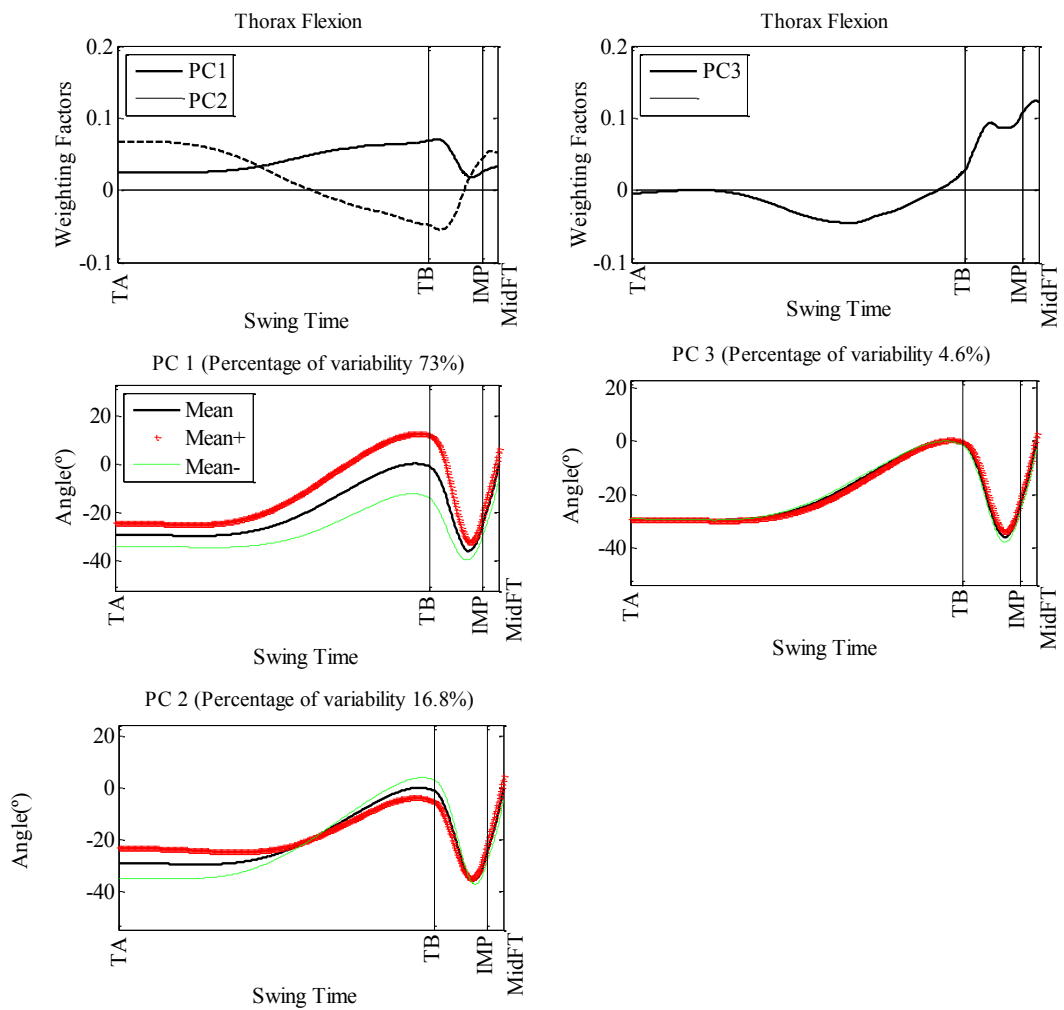 Thorax Flexion
0.2
0.1
0
-0.1
Weighting Factors
PC1
PC2
TA
TB
IMP
MidFT
Swing Time
Thorax Flexion
0.2
0.1
0
-0.1
Weighting Factors
PC3
TA
TB
IMP
MidFT
Swing Time
PC 1 (Percentage of variability 73%)
20
0
-20
-40
Angle(º)
Mean
Mean+
Mean-
TA
TB
IMP
MidFT
Swing Time
PC 3 (Percentage of variability 4.6%)
20
0
-20
-40
Angle(º)
TA
TB
IMP
MidFT
Swing Time
PC 2 (Percentage of variability 16.8%)
20
0
-20
-40
Angle(º)
TA
TB
IMP
MidFT
Swing Time